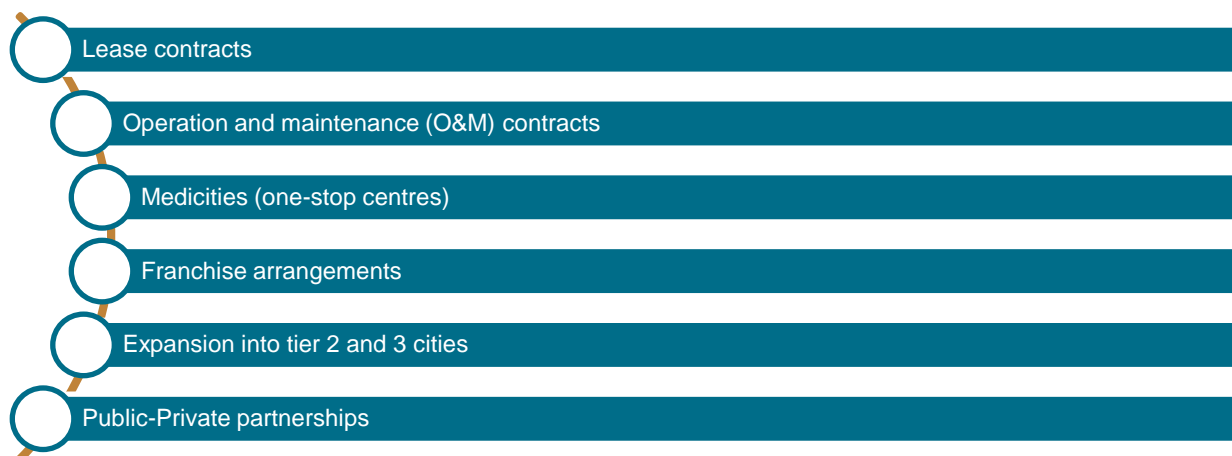 Lease contracts
Operation and maintenance (O&M) contracts
Medicities (one-stop centres)
Franchise arrangements
Expansion into tier 2 and 3 cities
Public-Private partnerships